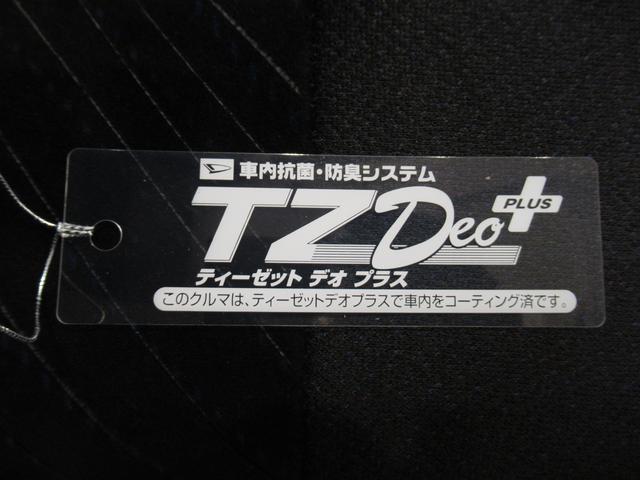 車内抗菌・防臭システム
TZ Deo PLUS
ティーゼット デオ プラス
このクルマは、ティーゼットデオプラスで車内をコーティング済です。